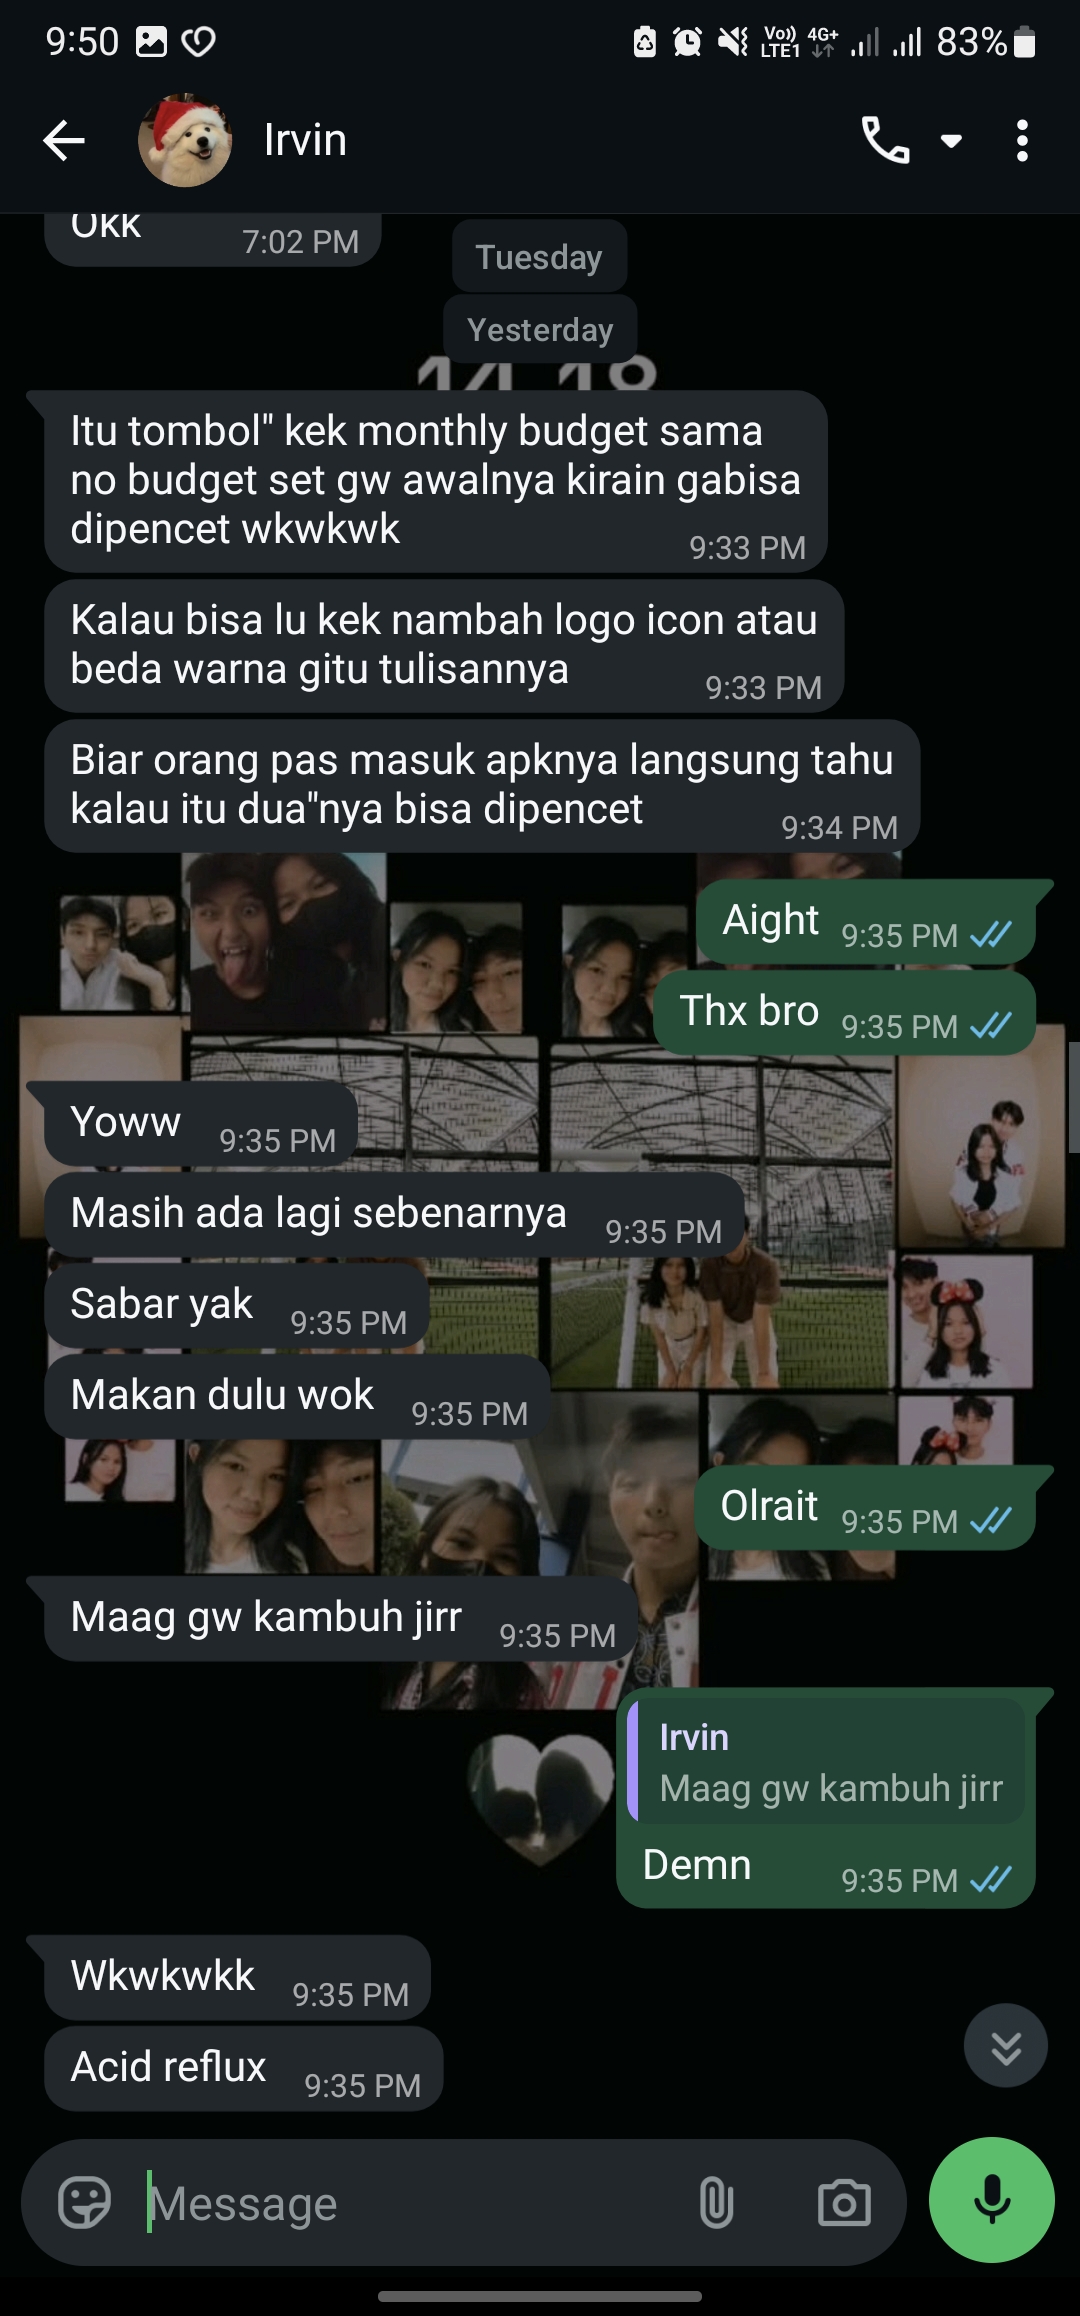 9:50
Vo)) LTE1 4G+ 83%
Irvin
Okk 7:02 PM
Tuesday
Yesterday
Itu tombol" kek monthly budget sama
no budget set gw awalnya kirain gabisa
dipencet wkwkwk 9:33 PM
Kalau bisa lu kek nambah logo icon atau
beda warna gitu tulisannya 9:33 PM
Biar orang pas masuk apknya langsung tahu
kalau itu dua"nya bisa dipencet 9:34 PM
Aight 9:35 PM
Thx bro 9:35 PM
Yoww 9:35 PM
Masih ada lagi sebenarnya 9:35 PM
Sabar yak 9:35 PM
Makan dulu wok 9:35 PM
Olrait 9:35 PM
Maag gw kambuh jirr 9:35 PM
Irvin
Maag gw kambuh jirr
Demn 9:35 PM
Wkwkwkk 9:35 PM
Acid reflux 9:35 PM
Message